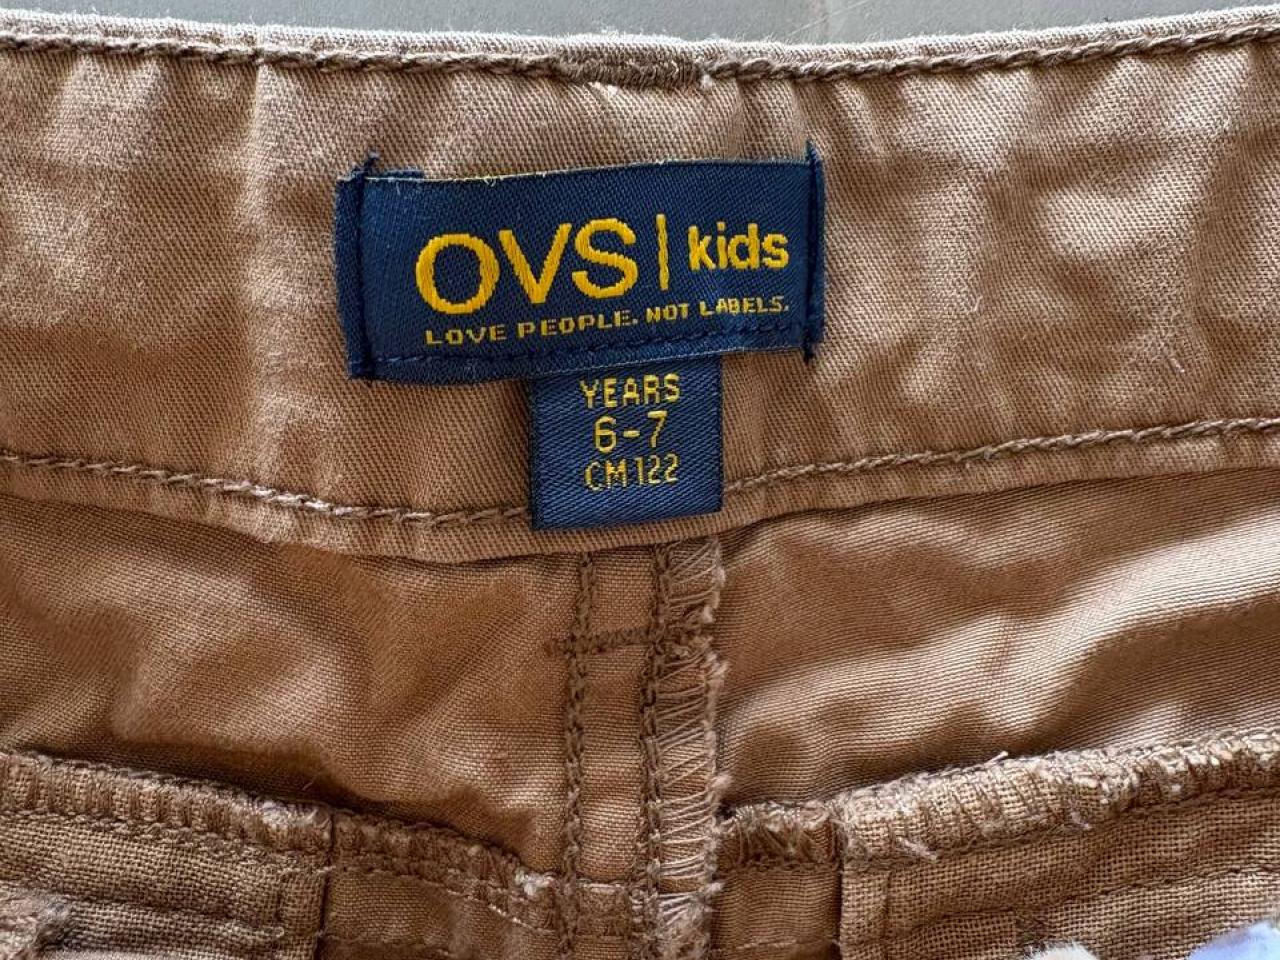 OVS | kids
LOVE PEOPLE. NOT LABELS.
YEARS
6-7
CM 122